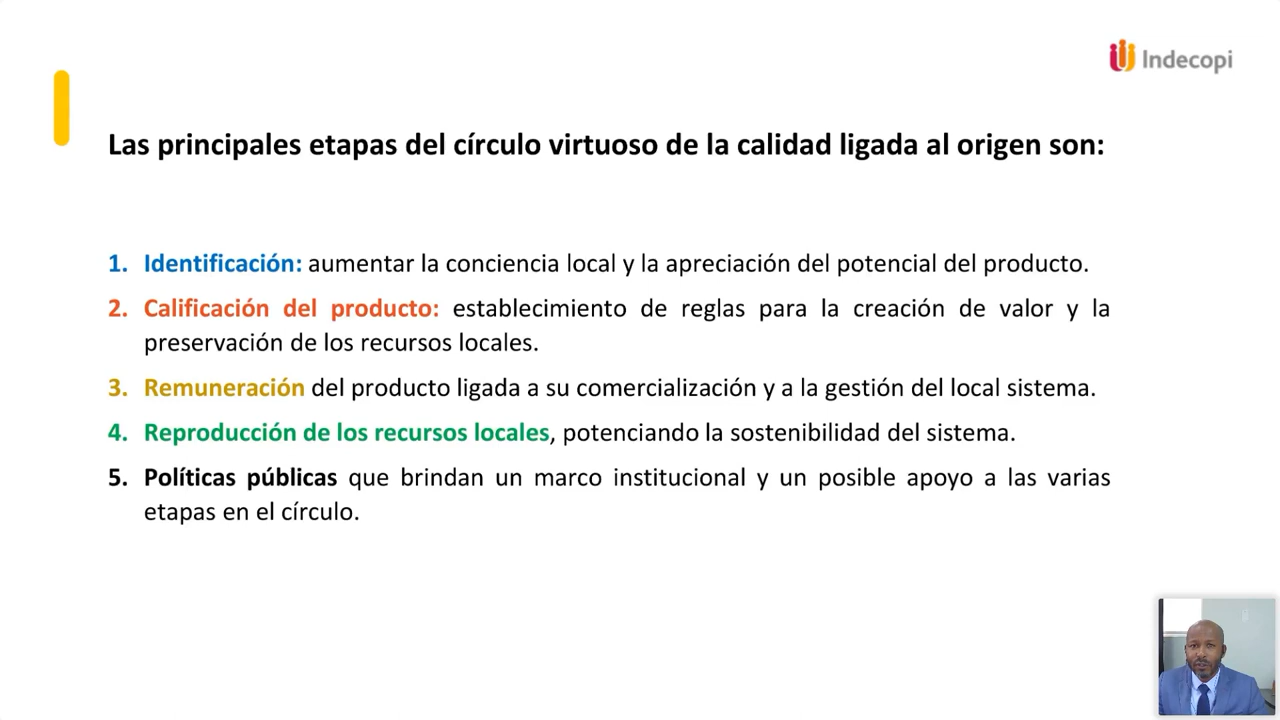 Indecopi
Las principales etapas del círculo virtuoso de la calidad ligada al origen son:
1. Identificación: aumentar la conciencia local y la apreciación del potencial del producto.
2. Calificación del producto: establecimiento de reglas para la creación de valor y la
preservación de los recursos locales.
3. Remuneración del producto ligada a su comercialización y a la gestión del local sistema.
4. Reproducción de los recursos locales, potenciando la sostenibilidad del sistema.
5. Políticas públicas que brindan un marco institucional y un posible apoyo a las varias
etapas en el círculo.